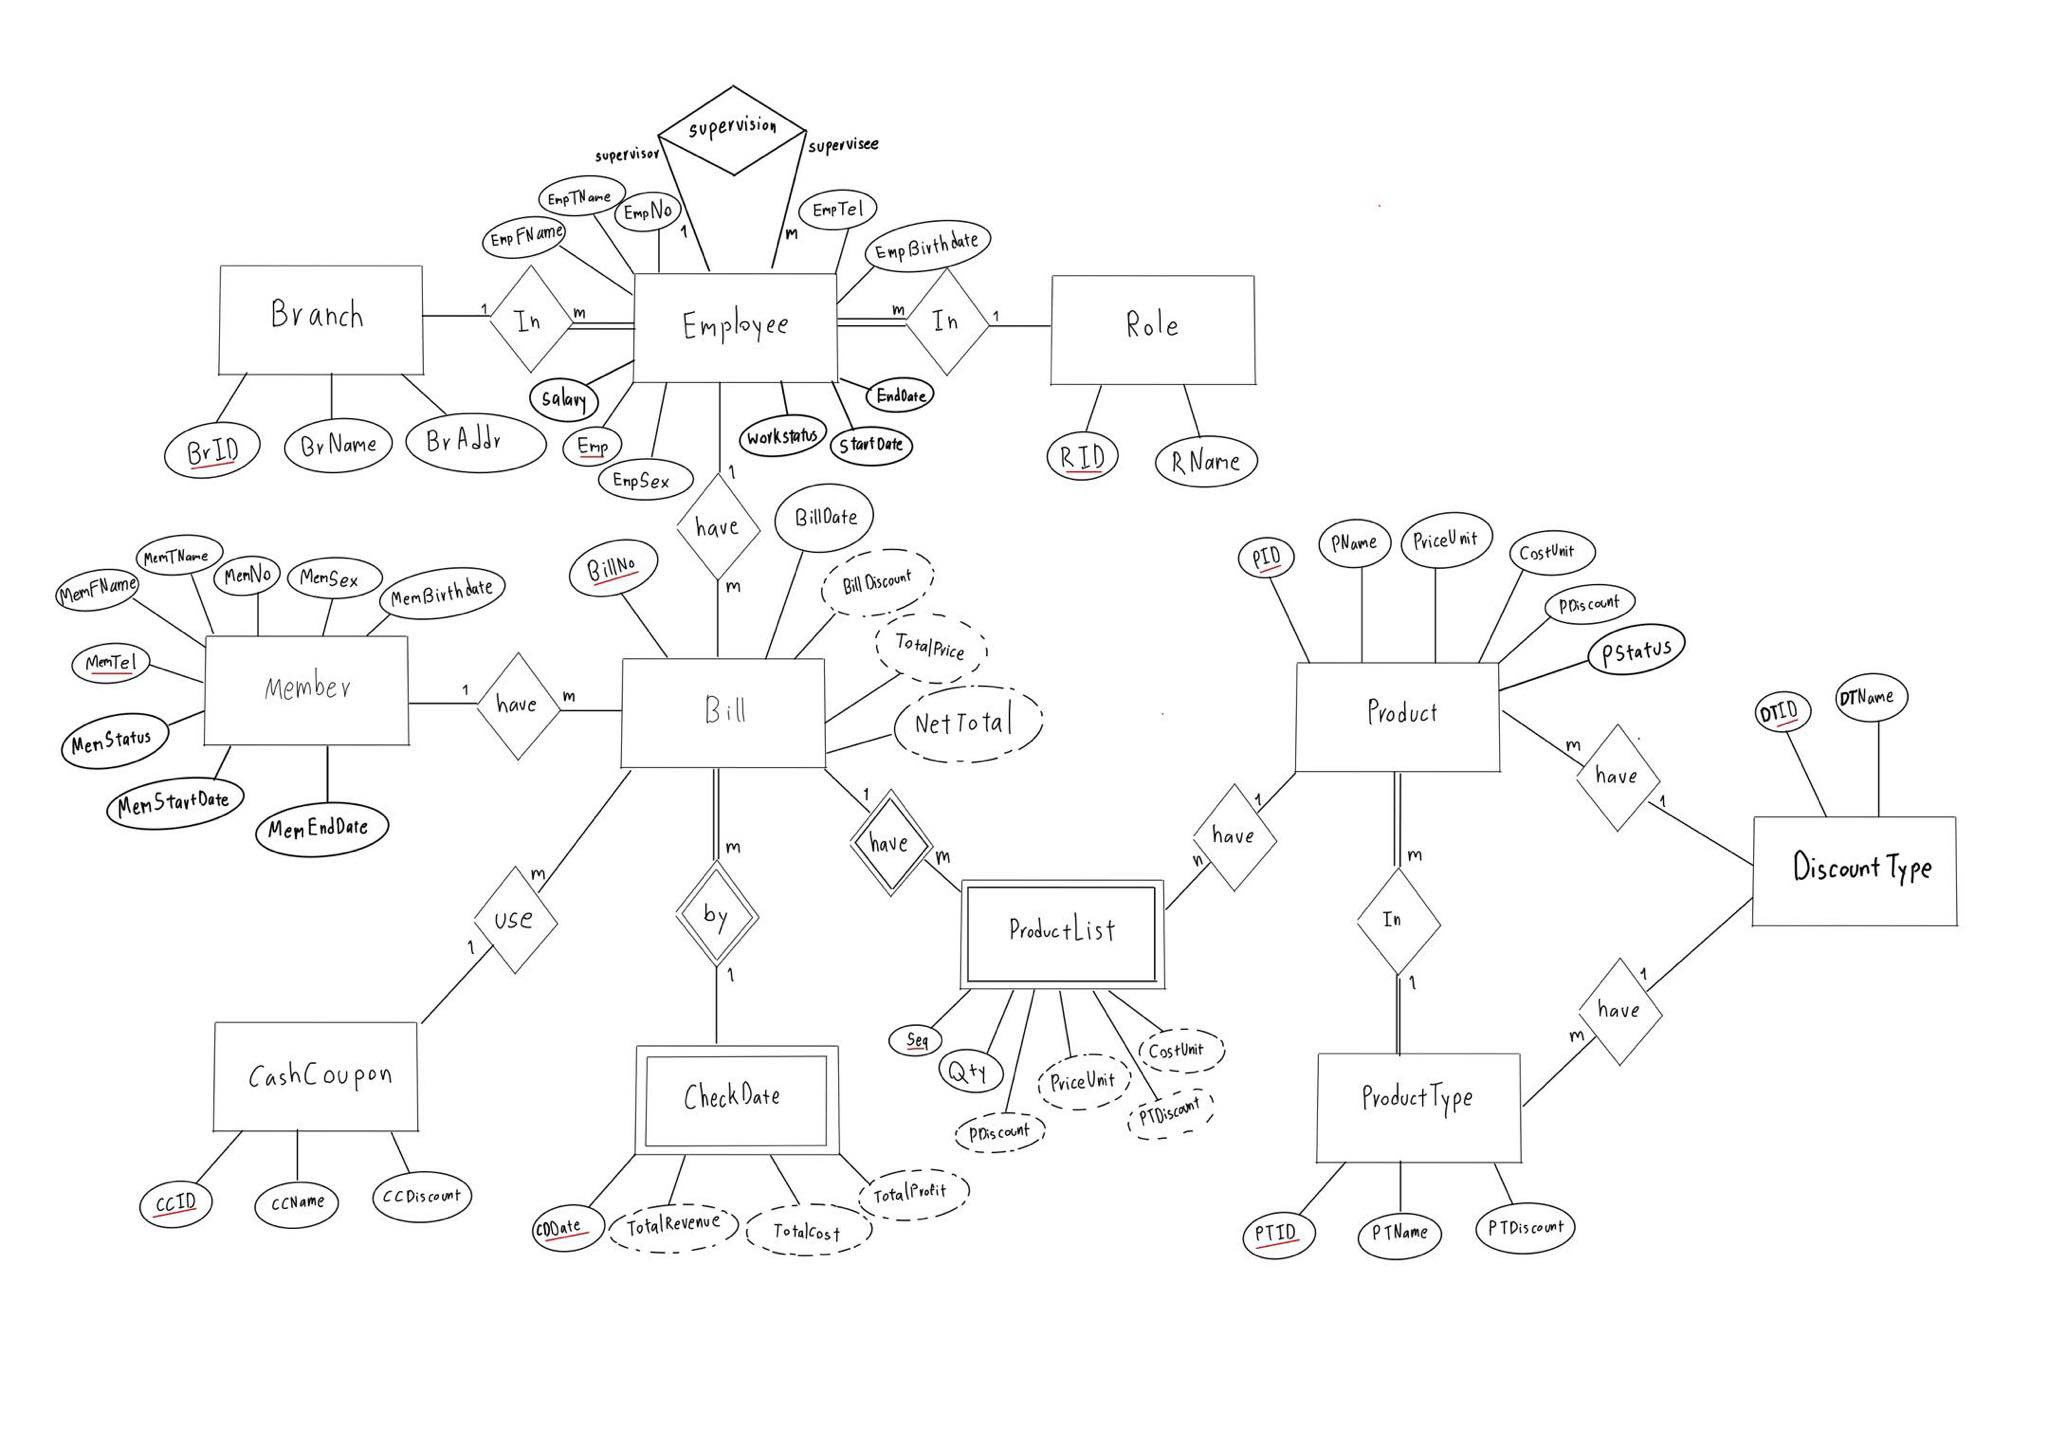 supervision
supervisor
supervisee
EmpTName
EmpNo
EmpTel
EmpFName
EmpBirthdate
1
m
Branch
1
In
m
Employee
m
In
1
Role
Salary
EndDate
Emp
EmpSex
Workstatus
StartDate
BrID
BrName
BrAddr
RID
RName
1
have
m
BillNo
BillDate
BillDiscount
TotalPrice
NetTotal
MemTName
MemFName
MemNo
MemSex
MemBirthdate
MemTel
Member
MemStatus
MemStartDate
MemEndDate
1
have
m
Bill
PID
PName
PriceUnit
CostUnit
PDiscount
PStatus
Product
DTID
DTName
m
have
1
DiscountType
1
have
m
1
have
n
ProductList
m
In
1
m
use
1
m
by
1
1
have
m
CashCoupon
CheckDate
ProductType
Seq
Qty
PDiscount
PriceUnit
PTDiscount
CostUnit
CCID
CCName
CCDiscount
CDDate
TotalRevenue
TotalCost
TotalProfit
PTID
PTName
PTDiscount